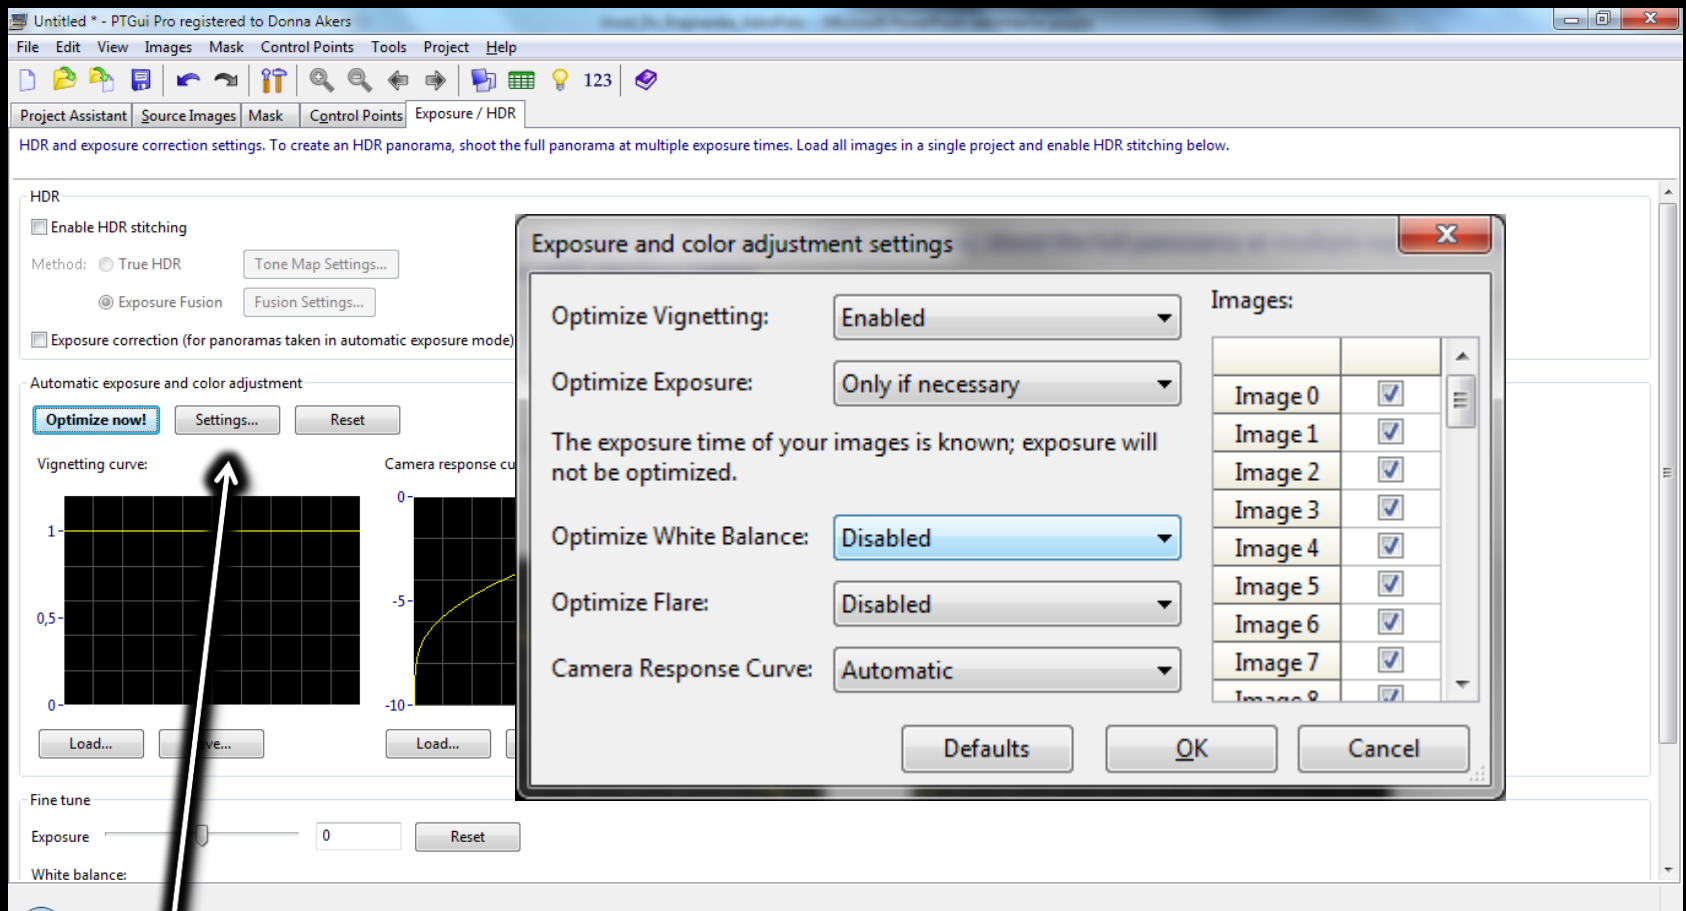 Untitled * - PTGui Pro registered to Donna Akers
File Edit View Images Mask Control Points Tools Project Help
123
Project Assistant Source Images Mask Control Points Exposure / HDR
HDR and exposure correction settings. To create an HDR panorama, shoot the full panorama at multiple exposure times. Load all images in a single project and enable HDR stitching below.
HDR
Enable HDR stitching
Method: True HDR Tone Map Settings...
Exposure Fusion Fusion Settings...
Exposure correction (for panoramas taken in automatic exposure mode)
Automatic exposure and color adjustment
Optimize now! Settings... Reset
Vignetting curve: Camera response cu
1
0,5
0
0
-5
-10
Load... Load...
Fine tune
Exposure 0 Reset
White balance:
Exposure and color adjustment settings
Optimize Vignetting: Enabled
Optimize Exposure: Only if necessary
The exposure time of your images is known; exposure will
not be optimized.
Optimize White Balance: Disabled
Optimize Flare: Disabled
Camera Response Curve: Automatic
Images:
Image 0
Image 1
Image 2
Image 3
Image 4
Image 5
Image 6
Image 7
Image 8
Defaults OK Cancel